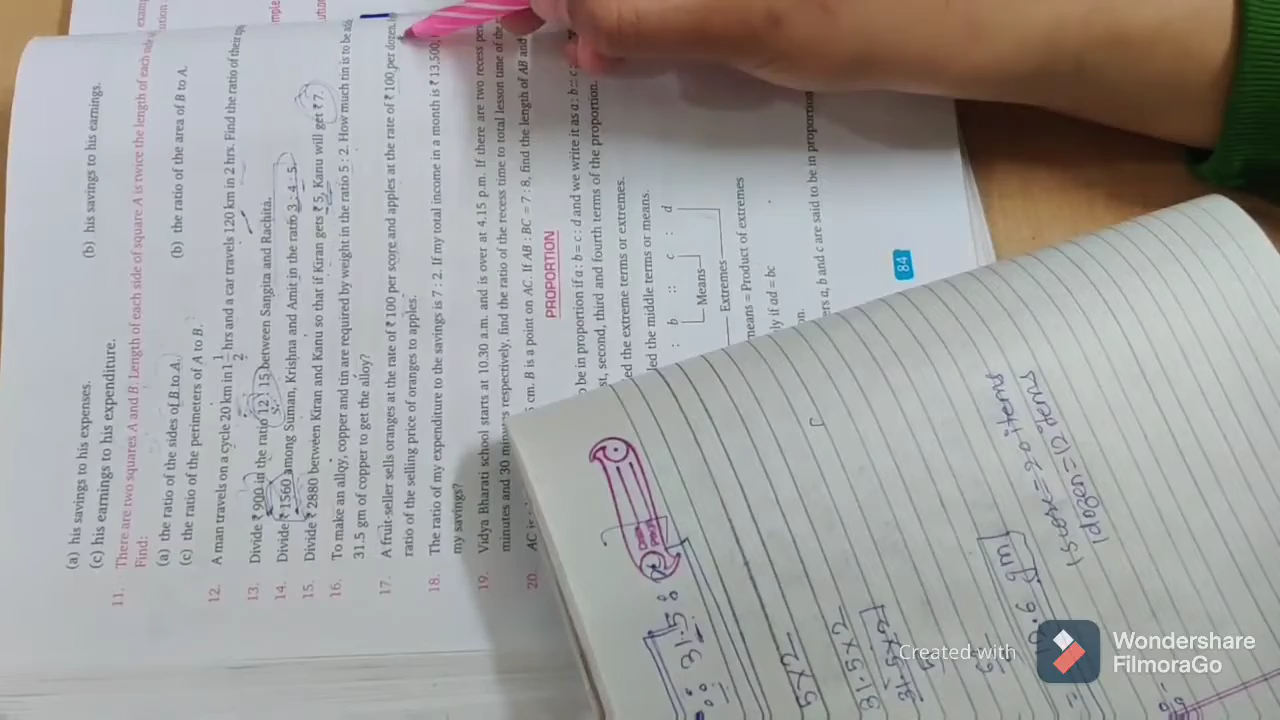 (a) his savings to his expenses.
(b) his savings to his earnings.
(c) his earnings to his expenditure.
11. There are two squares A and B. Length of each side of square A is twice the length of each
Find:
(a) the ratio of the sides of B to A.
(b) the ratio of the area of B to A.
(c) the ratio of the perimeters of A to B.
12. A man travels on a cycle 20 km in 1 1/2 hrs and a car travels 120 km in 2 hrs. Find the ratio of their
13. Divide ₹ 900 in the ratio 12 : 15 between Sangina and Rachita.
14. Divide ₹ 1560 among Suman, Krishna and Amit in the ratio 3 : 4 : 5.
15. Divide ₹ 2880 between Kiran and Kanu so that if Kiran gets ₹ 5, Kanu will get ₹ 7.
16. To make an alloy, copper and tin are required by weight in the ratio 5 : 2. How much tin is to be
31.5 gm of copper to get the alloy?
17. A fruit-seller sells oranges at the rate of ₹ 100 per score and apples at the rate of ₹ 100 per dozen.
ratio of the selling price of oranges to apples.
18. The ratio of my expenditure to the savings is 7 : 2. If my total income in a month is ₹ 13,500,
my savings?
19. Vidya Bharati school starts at 10.30 a.m. and is over at 4.15 p.m. If there are two recess
minutes and 30 minutes respectively, find the ratio of the recess time to total lesson time of the
20. AC is cm. B is a point on AC. If AB : BC = 7 : 8, find the length of AB and
PROPORTION
be in proportion if a : b = c : d and we write it as a : b :: c
second, third and fourth terms of the proportion.
the extreme terms or extremes.
the middle terms or means.
: b :: c : d
Means
Extremes
means = Product of extremes
if ad = bc
a, b and c are said to be in proportion
84
31.5 :
5×2
31.5×2
31.5×2
gm
1 score = 20 items
1 dozen = 12 items
Created with
Wondershare
FilmoraGo